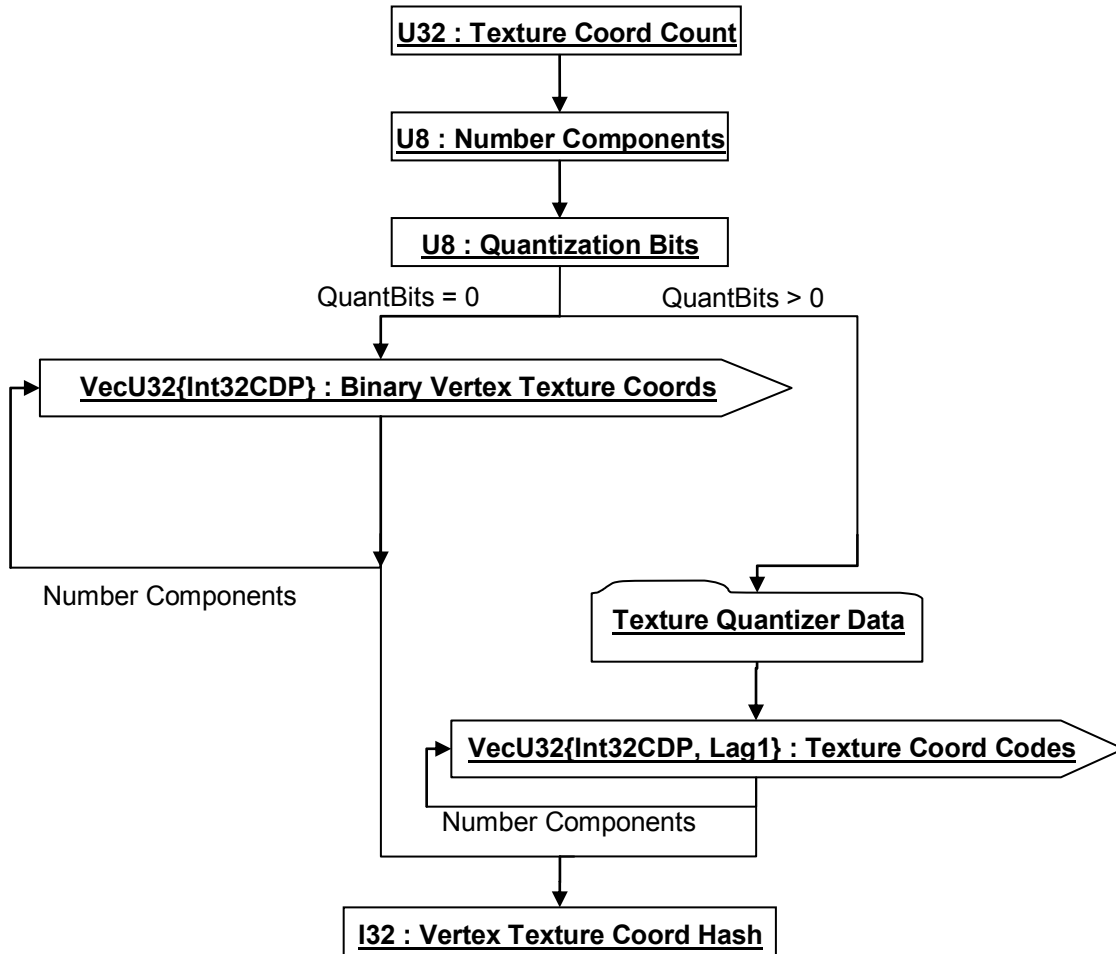 U32 : Texture Coord Count
U8 : Number Components
U8 : Quantization Bits
QuantBits = 0
QuantBits > 0
VecU32{Int32CDP} : Binary Vertex Texture Coords
Number Components
Texture Quantizer Data
VecU32{Int32CDP, Lag1} : Texture Coord Codes
Number Components
I32 : Vertex Texture Coord Hash